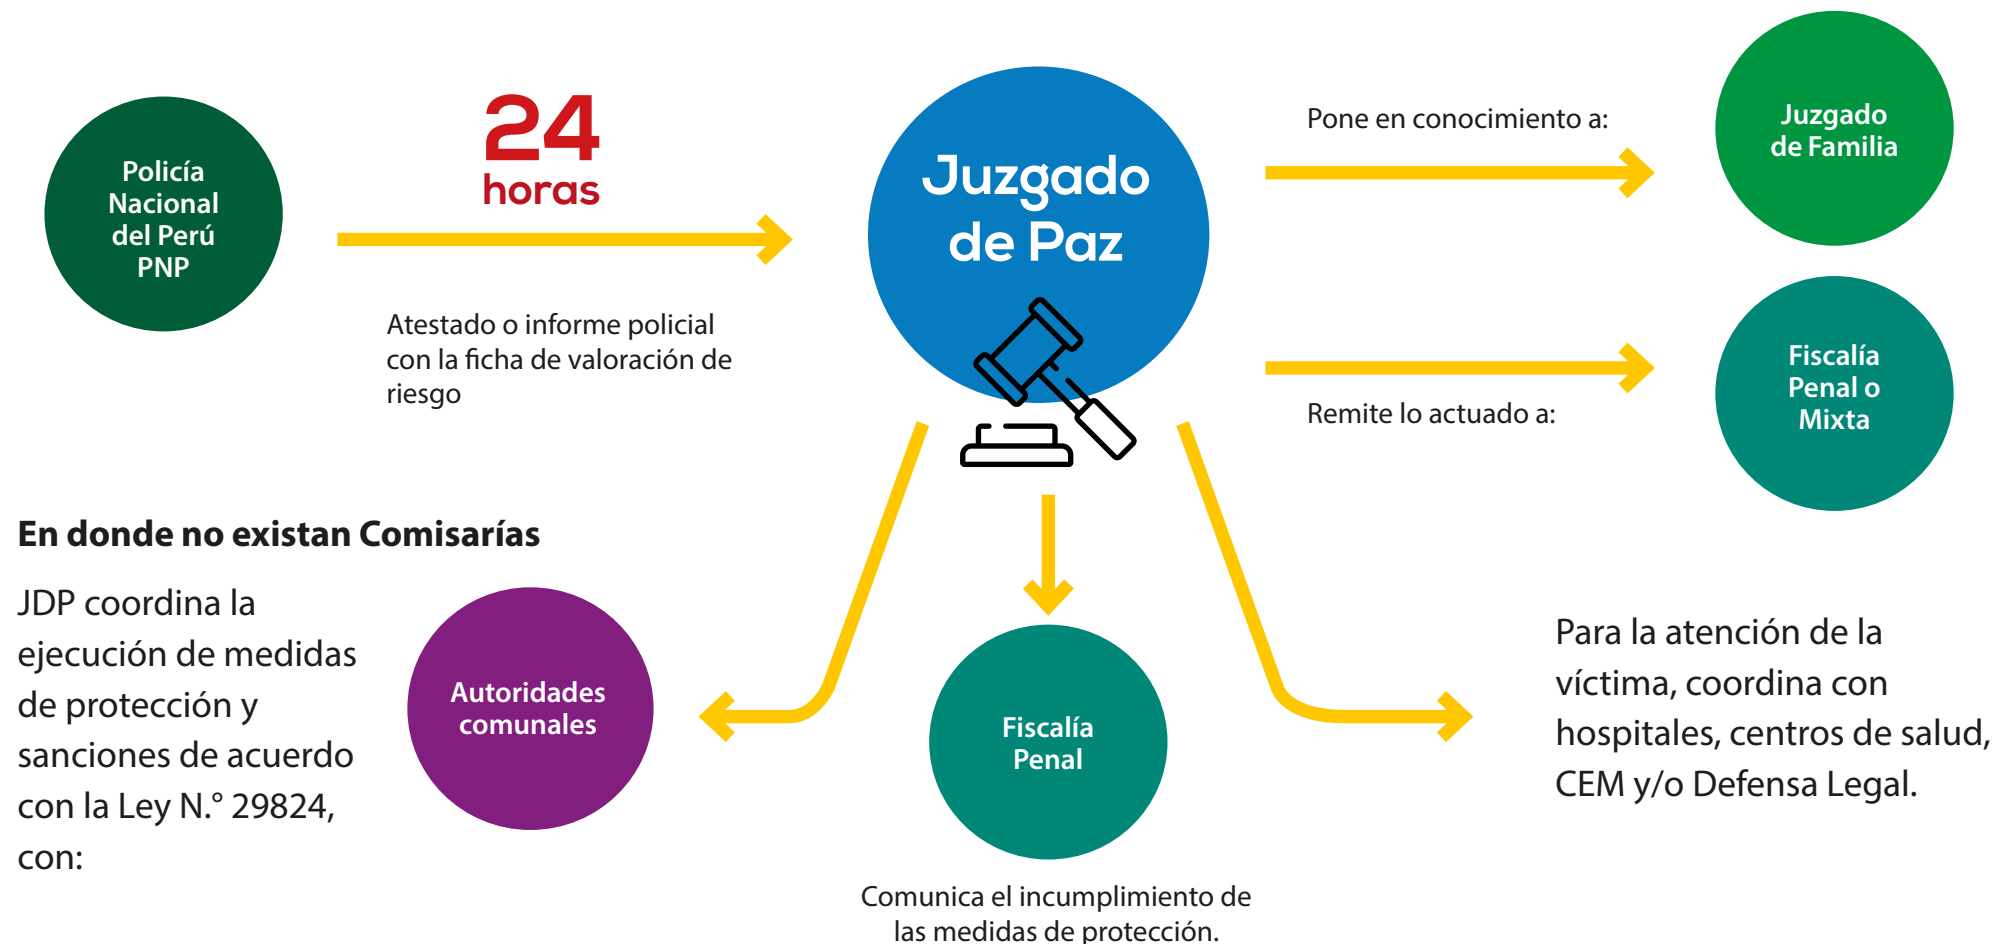 Policía
Nacional
del Perú
PNP
24
horas
Atestado o informe policial
con la ficha de valoración de
riesgo
Juzgado
de Paz
Pone en conocimiento a:
Juzgado
de Familia
Remite lo actuado a:
Fiscalía
Penal o
Mixta
En donde no existan Comisarías
JDP coordina la
ejecución de medidas
de protección y
sanciones de acuerdo
con la Ley N.° 29824,
con:
Autoridades
comunales
Fiscalía
Penal
Comunica el incumplimiento de
las medidas de protección.
Para la atención de la
víctima, coordina con
hospitales, centros de salud,
CEM y/o Defensa Legal.